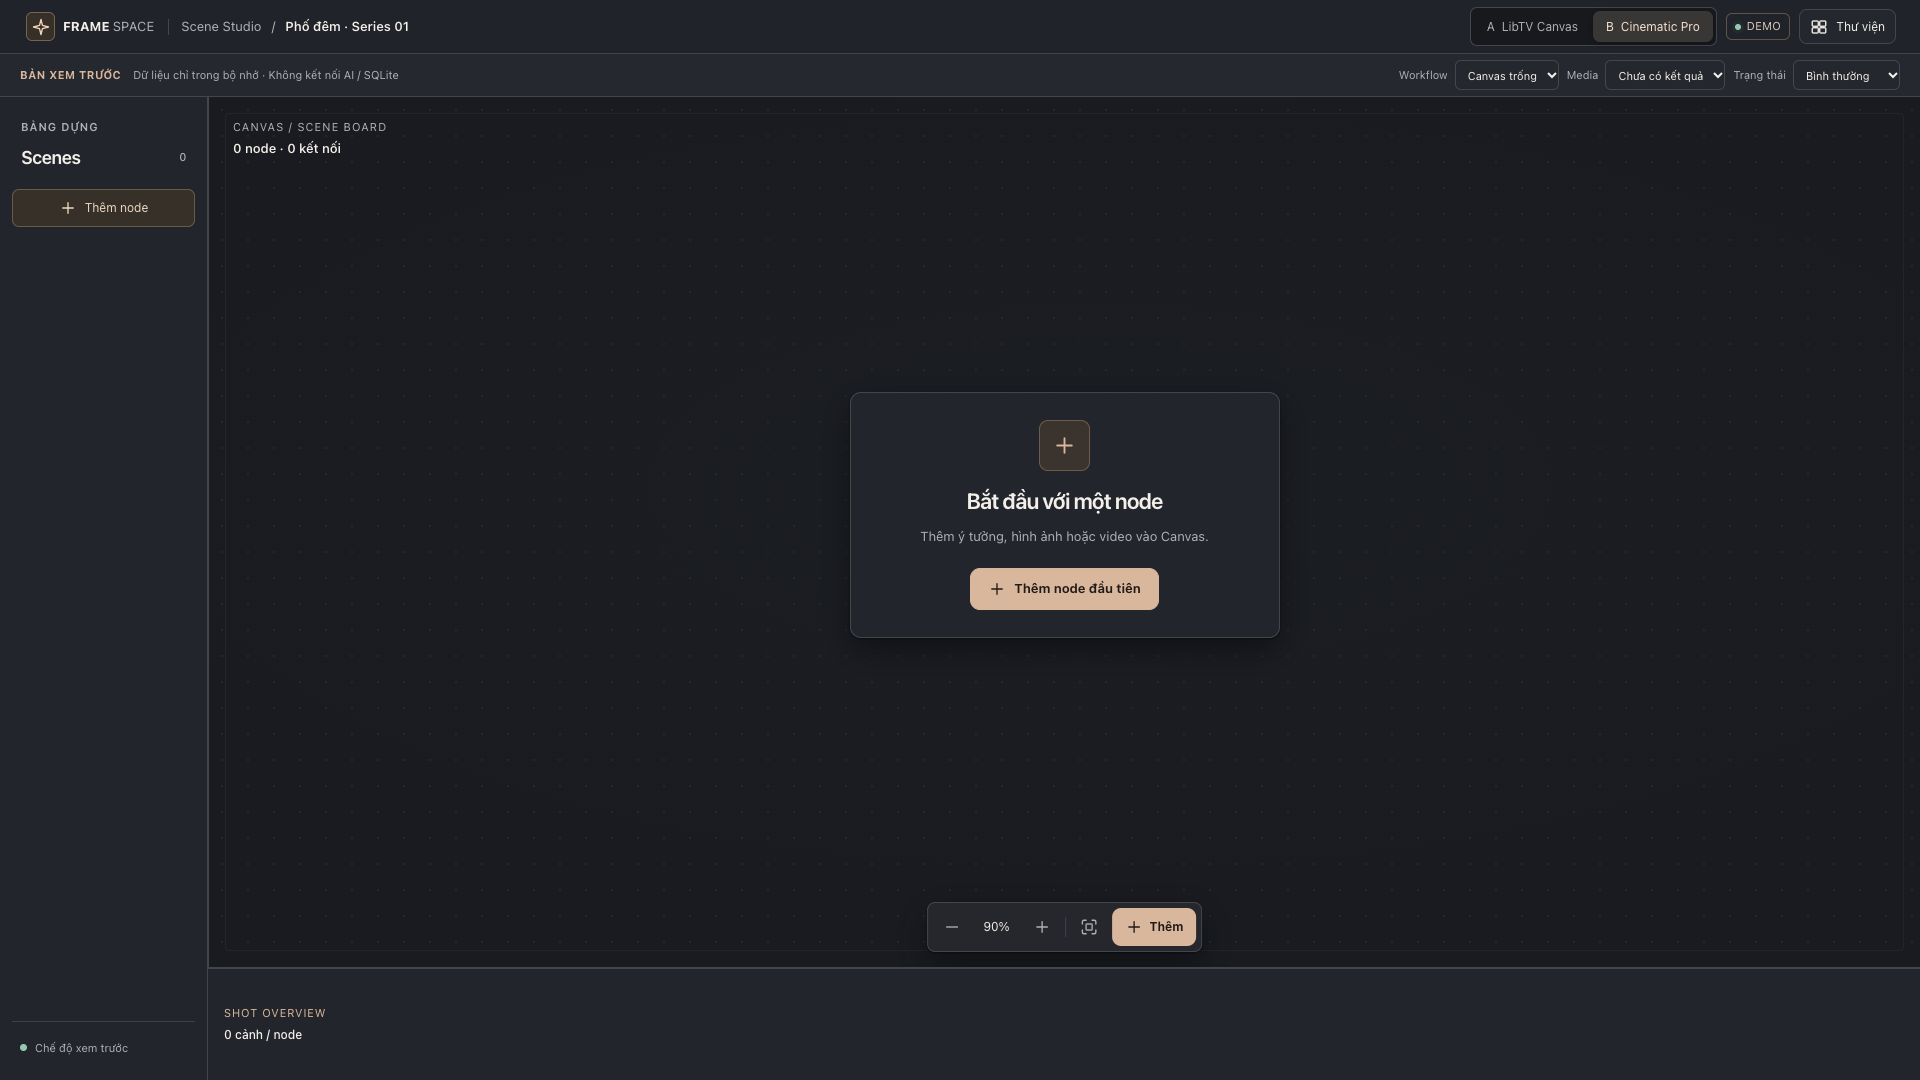 FRAME SPACE
Scene Studio / Phố đêm · Series 01
A LibTV Canvas
B Cinematic Pro
DEMO
Thư viện
BẢN XEM TRƯỚC Dữ liệu chỉ trong bộ nhớ · Không kết nối AI / SQLite
Workflow Canvas trống
Media Chưa có kết quả
Trạng thái Bình thường
BẢNG DỰNG
Scenes 0
Thêm node
CANVAS / SCENE BOARD
0 node · 0 kết nối
Bắt đầu với một node
Thêm ý tưởng, hình ảnh hoặc video vào Canvas.
Thêm node đầu tiên
90%
Thêm
SHOT OVERVIEW
0 cảnh / node
Chế độ xem trước